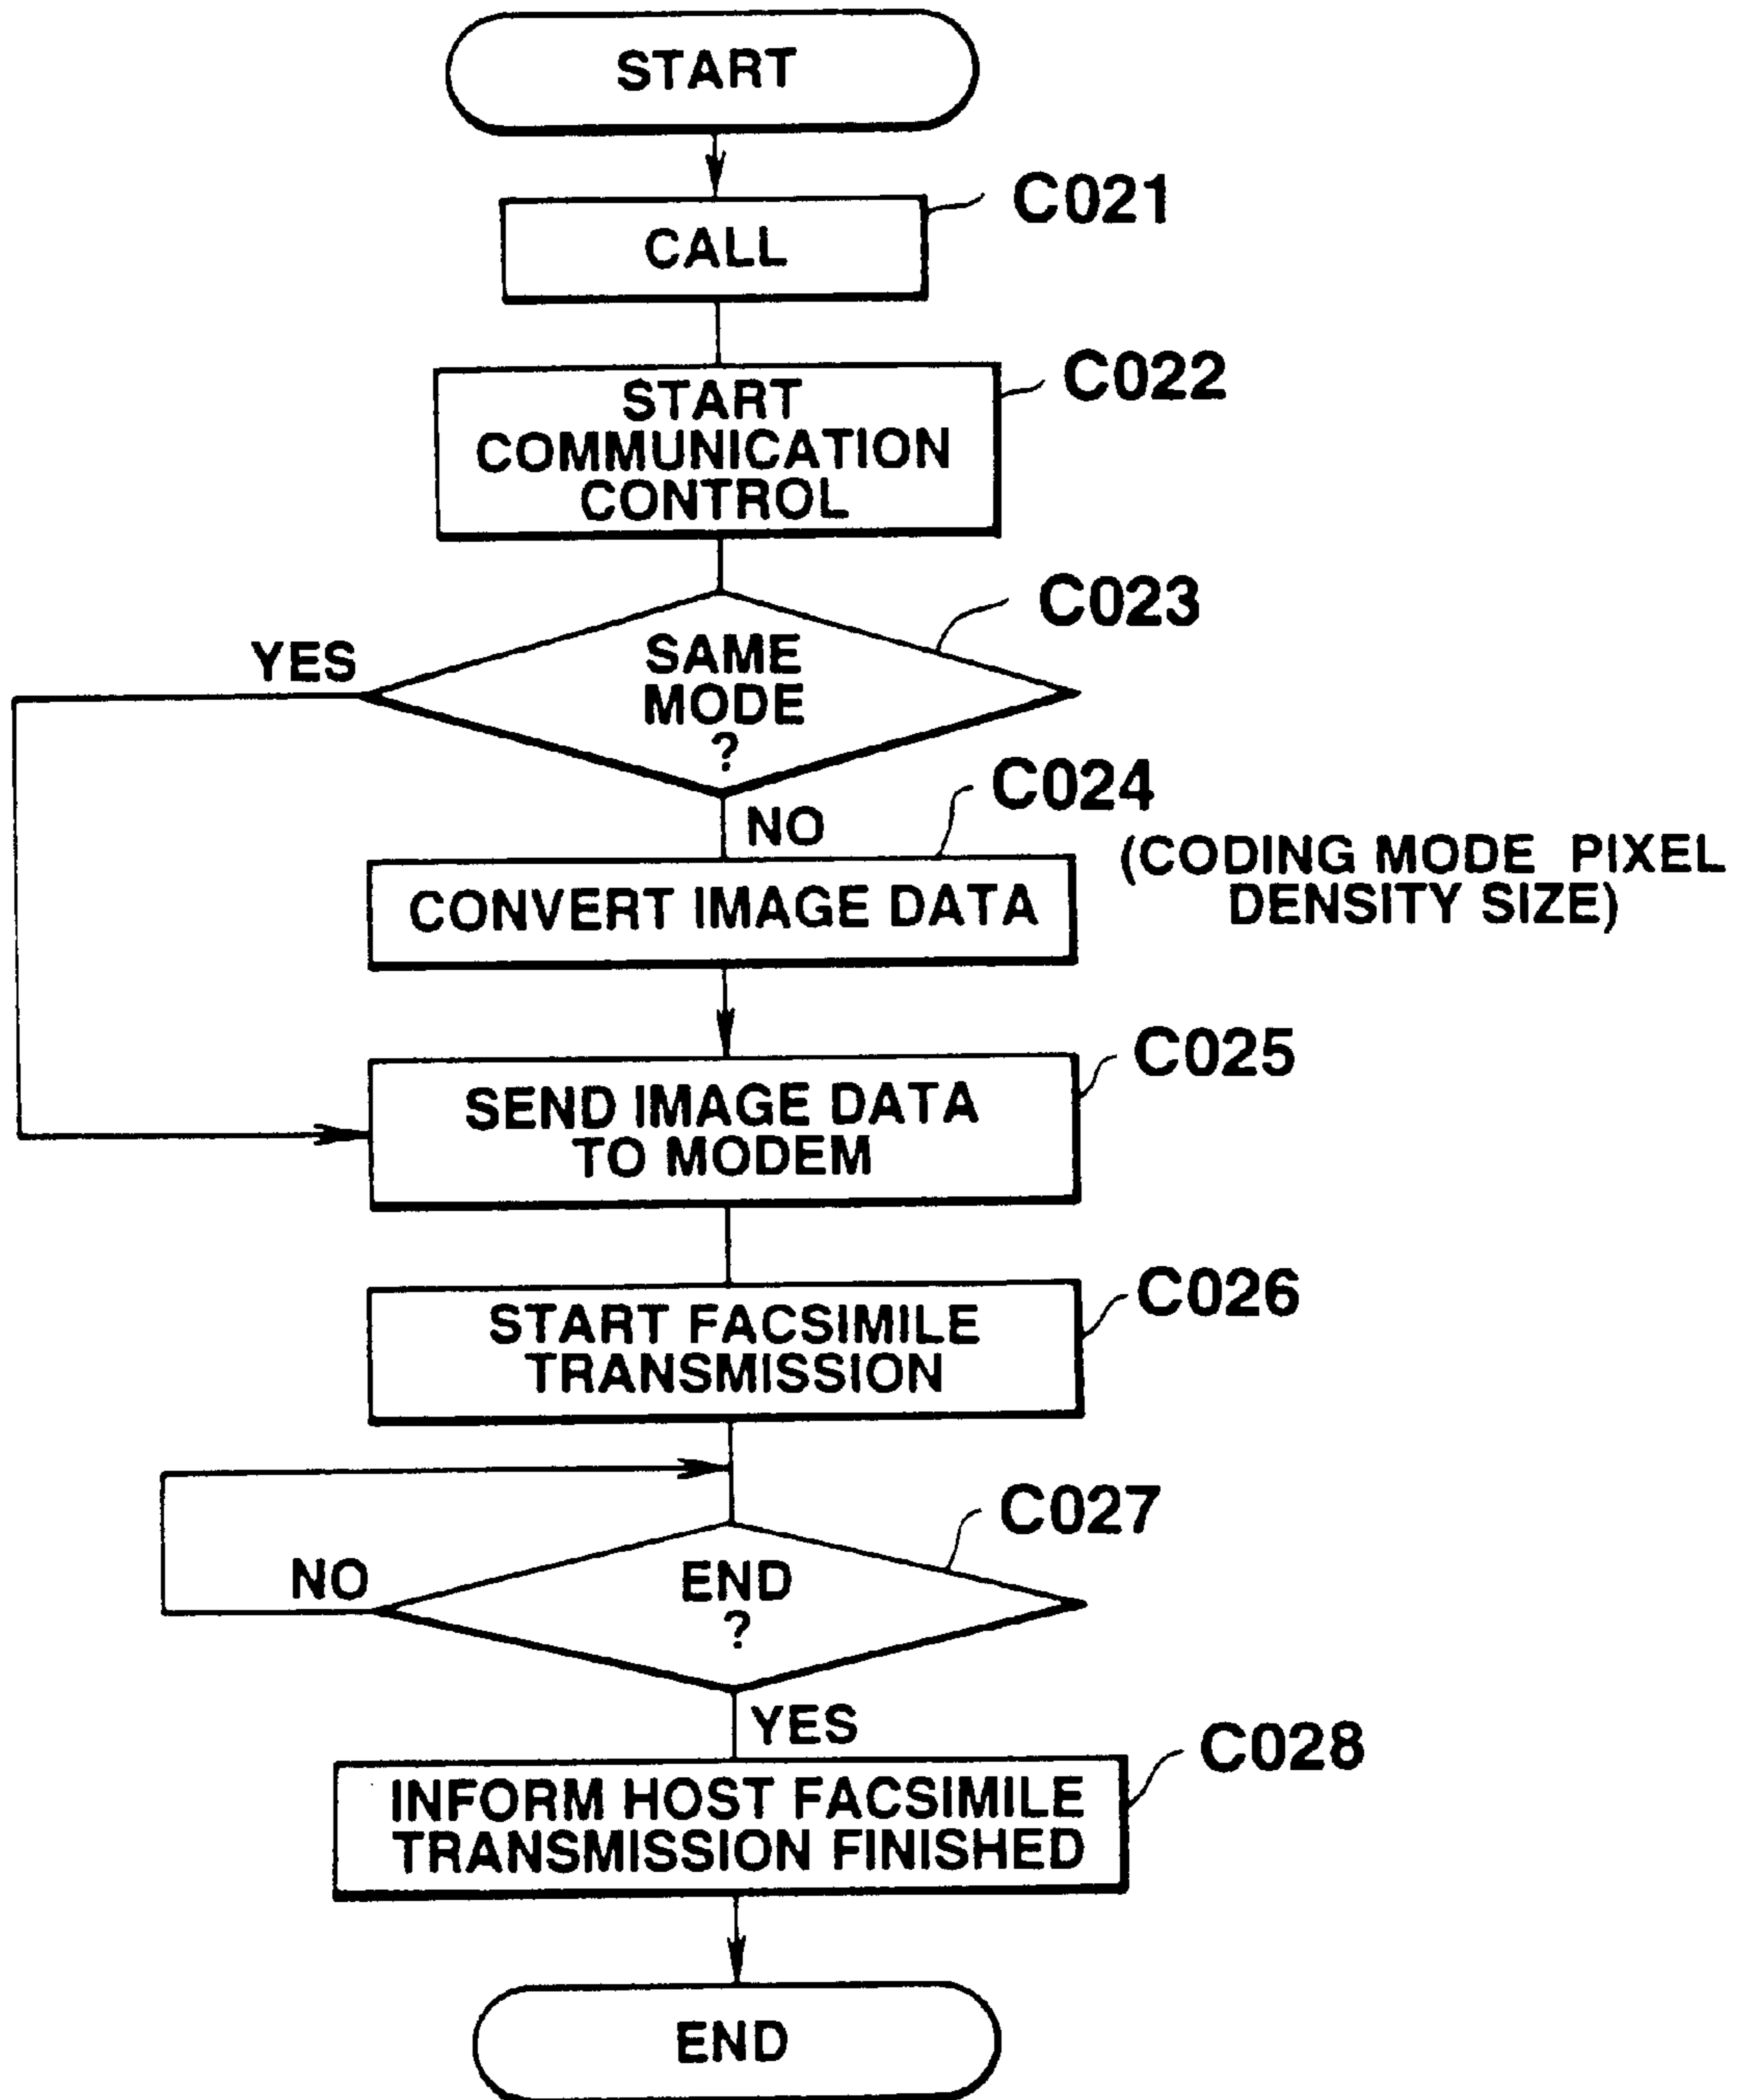 START
C021
CALL
C022
START
COMMUNICATION
CONTROL
C023
YES
SAME
MODE
?
C024
NO
(CODING MODE PIXEL
DENSITY SIZE)
CONVERT IMAGE DATA
C025
SEND IMAGE DATA
TO MODEM
C026
START FACSIMILE
TRANSMISSION
C027
NO
END
?
YES
C028
INFORM HOST FACSIMILE
TRANSMISSION FINISHED
END